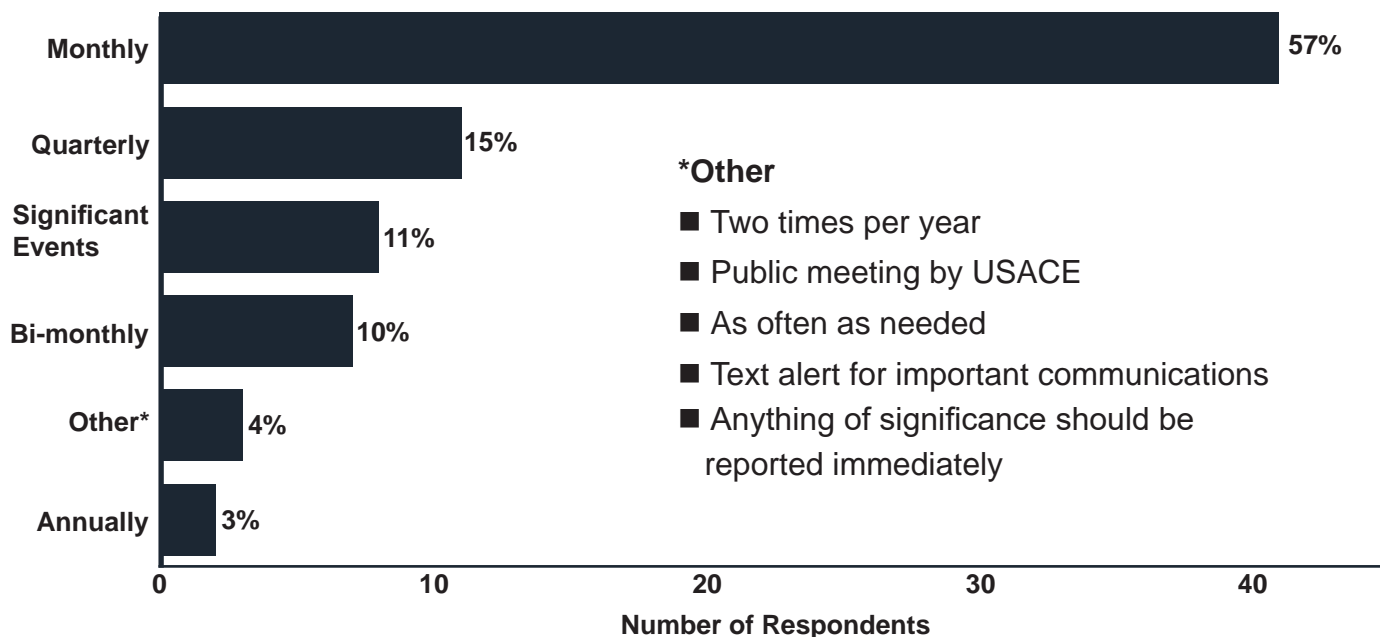 Monthly
57%
Quarterly
15%
Significant
Events
11%
Bi-monthly
10%
Other*
4%
Annually
3%
*Other
■ Two times per year
■ Public meeting by USACE
■ As often as needed
■ Text alert for important communications
■ Anything of significance should be
reported immediately
0 10 20 30 40
Number of Respondents